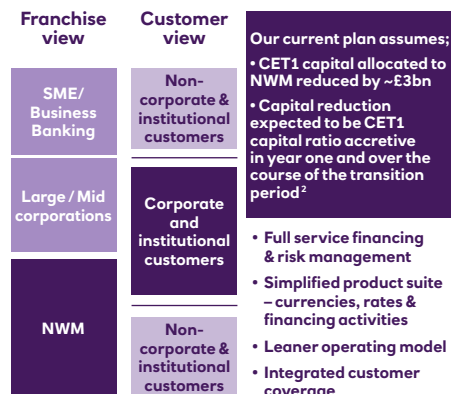 Franchise
view
SME/
Business
Banking
Large / Mid
corporations
NWM
Customer
view
Non-
corporate &
institutional
customers
Corporate
and
institutional
customers
Non-
corporate &
institutional
customers
Our current plan assumes;
• CET1 capital allocated to
NWM reduced by ~£3bn
• Capital reduction
expected to be CET1
capital ratio accretive
in year one and over the
course of the transition
period²
• Full service financing
& risk management
• Simplified product suite
– currencies, rates &
financing activities
• Leaner operating model
• Integrated customer
coverage